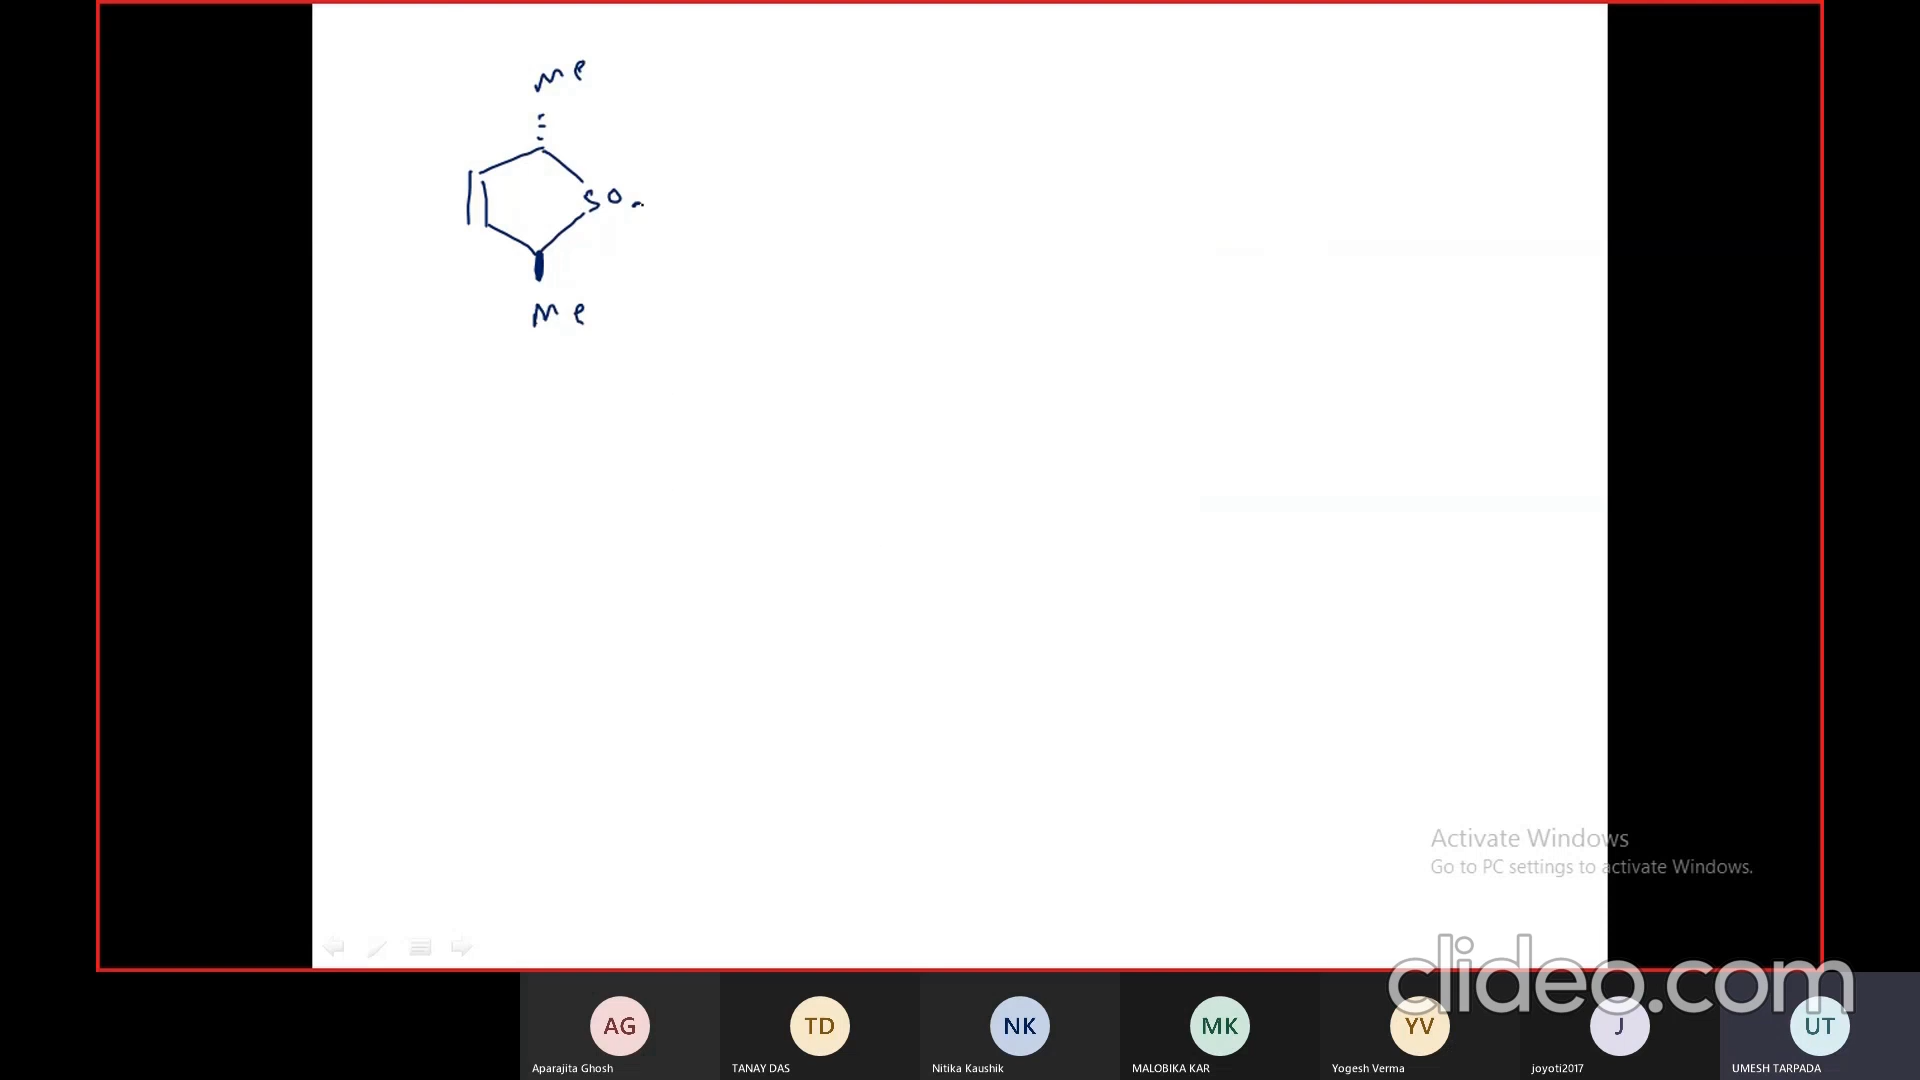 Me
SO
Me
Activate Windows
Go to PC settings to activate Windows.
clideo.com
AG TD NK MK YV J UT
Aparajita Ghosh TANAY DAS Nitika Kaushik MALOBIKA KAR Yogesh Verma joyoti2017 UMESH TARPADA